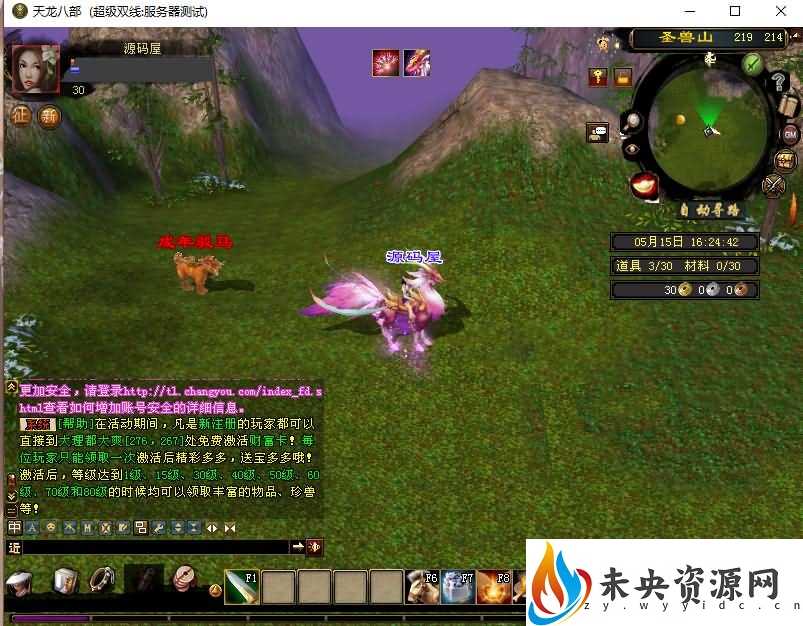 天龙八部 (超级双线:服务器测试)
源码屋
30
征
新
圣兽山 219 214
GM
自动寻路
05月15日 16:24:42
道具 3/30 材料 0/30
30 0 0
成年骏马
源码屋
更加安全，请登录http://tl.changyou.com/index_fd.s
html查看如何增加账号安全的详细信息。
系统 [帮助]在活动期间，凡是新注册的玩家都可以
直接到大理都大爽[276，267]处免费激活财富卡！每
位玩家只能领取一次激活后精彩多多，送宝多多哦！
激活后，等级达到1级、15级、30级、40级、50级、60
级、70级和80级的时候均可以领取丰富的物品、珍兽
等！
中
近
F1 F6 F7 F8
未央资源网
zy.wyyidc.cn